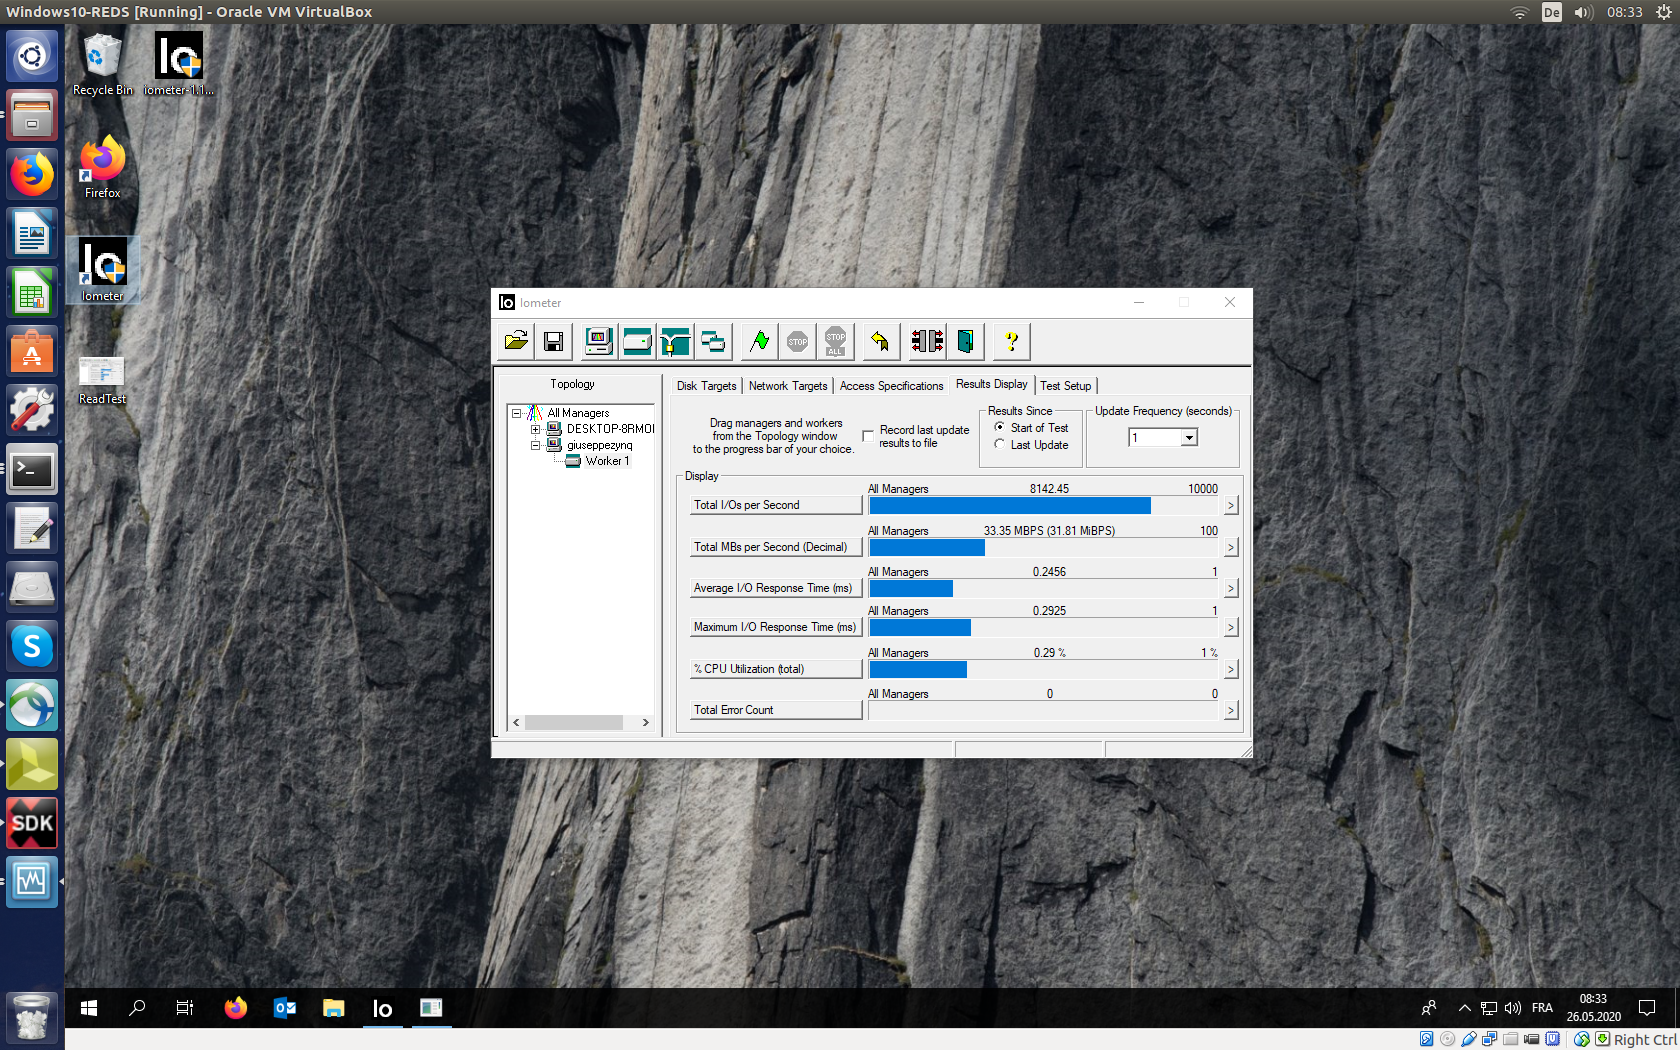 Windows10-REDS [Running] - Oracle VM VirtualBox
De
08:33
Recycle Bin
iometer-1.1...
Firefox
Iometer
ReadTest
SDK
Iometer
STOP
STOP
ALL
Topology
All Managers
DESKTOP-8RMOI
giuseppezynq
Worker 1
Disk Targets
Network Targets
Access Specifications
Results Display
Test Setup
Drag managers and workers
from the Topology window
to the progress bar of your choice.
Record last update
results to file
Results Since
Start of Test
Last Update
Update Frequency (seconds)
1
Display
All Managers 8142.45 10000
Total I/Os per Second >
All Managers 33.35 MBPS (31.81 MiBPS) 100
Total MBs per Second (Decimal) >
All Managers 0.2456 1
Average I/O Response Time (ms) >
All Managers 0.2925 1
Maximum I/O Response Time (ms) >
All Managers 0.29 % 1 %
% CPU Utilization (total) >
All Managers 0 0
Total Error Count >
FRA
08:33
26.05.2020
Right Ctrl